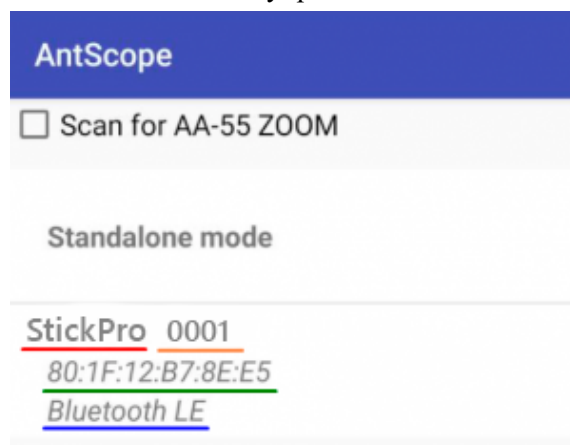 AntScope
Scan for AA-55 ZOOM
Standalone mode
StickPro 0001
80:1F:12:B7:8E:E5
Bluetooth LE